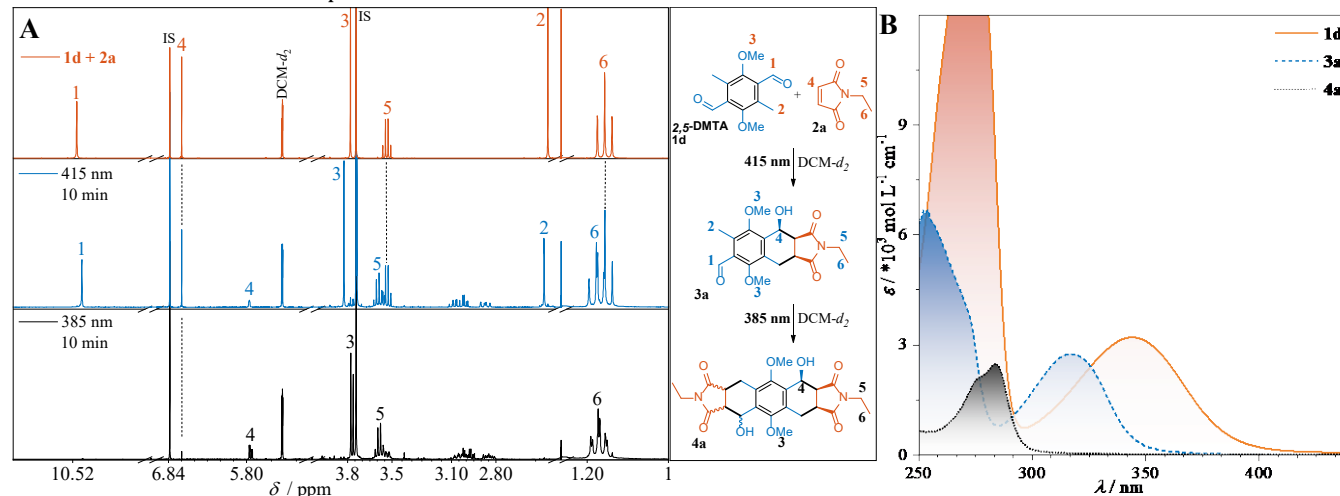 A
1d + 2a
1
IS
4
DCM-d2
3
IS
5
2
6
415 nm
10 min
1
4
3
5
2
6
385 nm
10 min
4
3
5
6
10.52 6.84 5.80 3.8 3.5 3.10 2.80 1.20 1
δ / ppm
3
OMe
1
O
2
O
OMe
2,5-DMTA
1d
+
4
O
N
O
5
6
2a
415 nm
DCM-d2
3
OMe
OH
4
2
1
O
OMe
3
O
N
O
5
6
3a
385 nm
DCM-d2
O
N
O
OH
OMe
OH
4
OMe
3
O
N
O
5
6
4a
B
1d
3a
4a
ε / *10³ mol L⁻¹ cm⁻¹
9
6
3
0
250 300 350 400
λ / nm